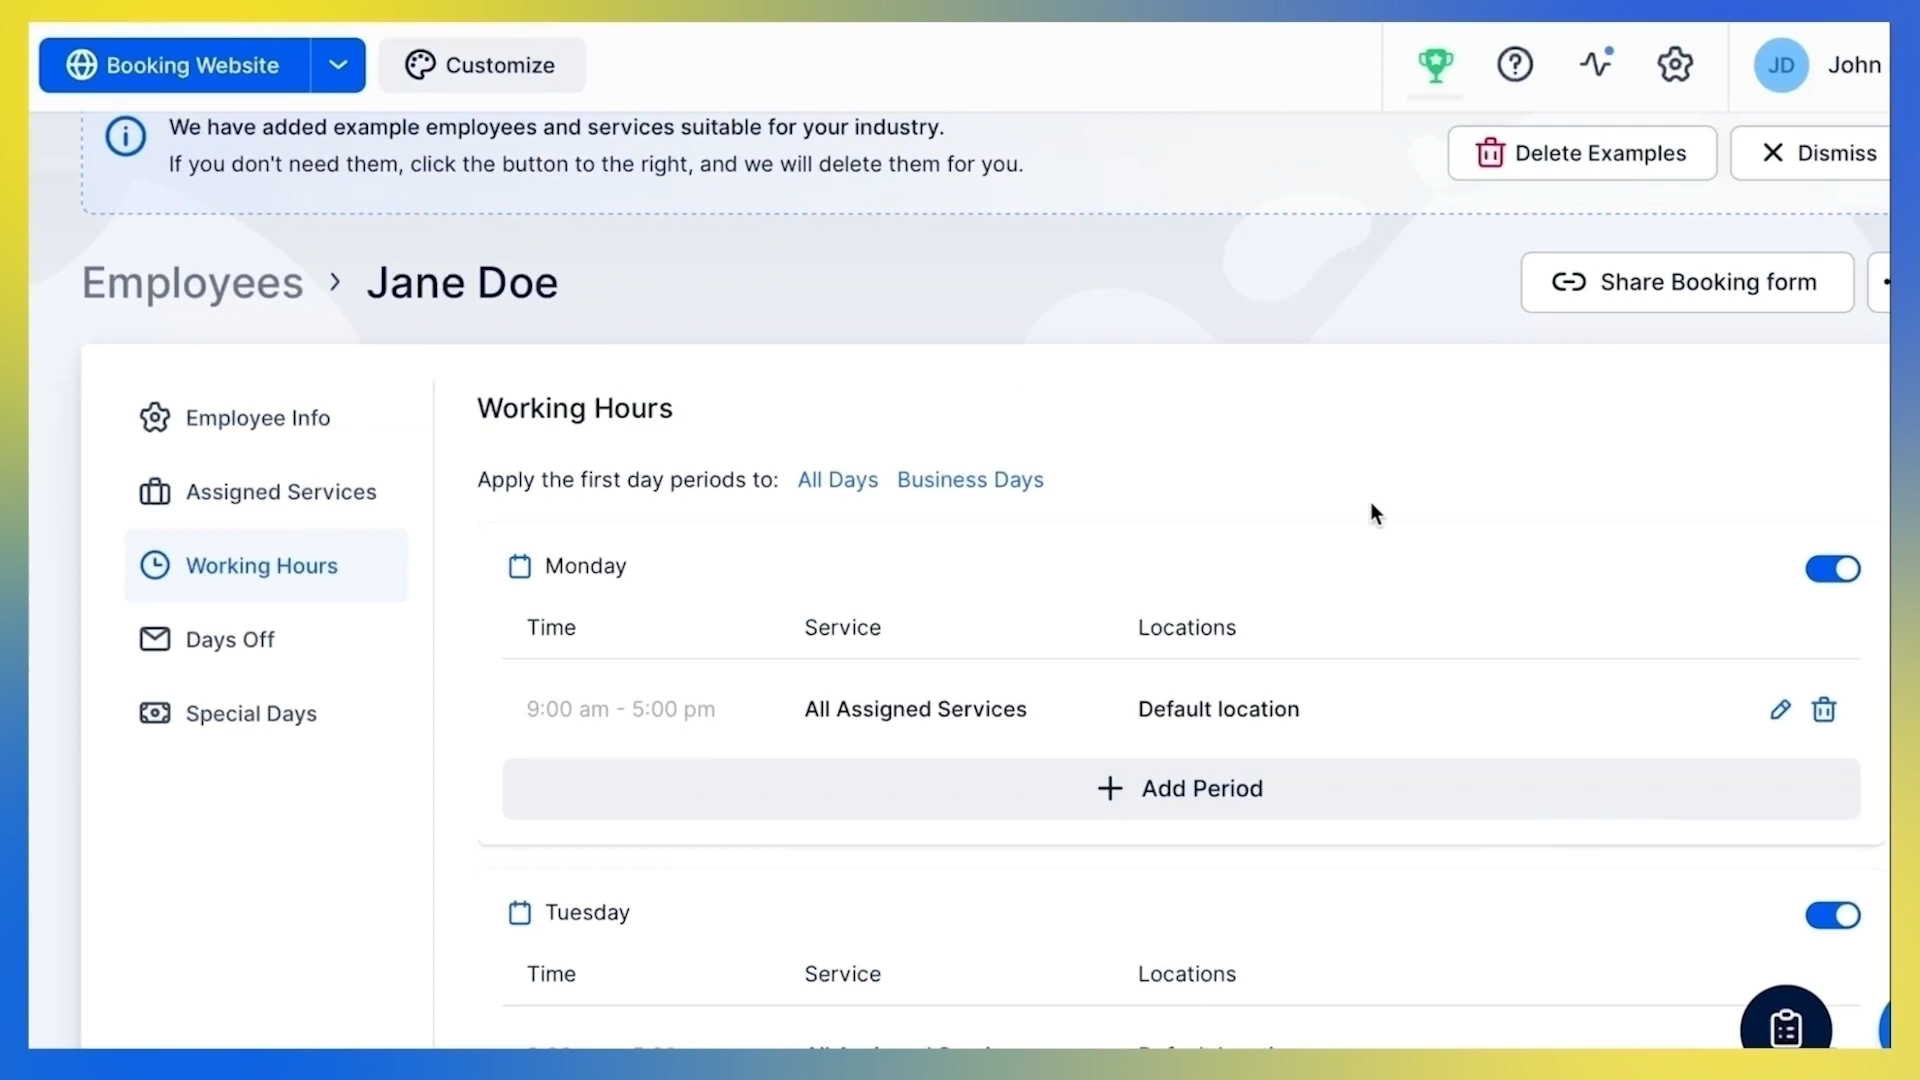 Booking Website
Customize
JD
John
We have added example employees and services suitable for your industry.
If you don't need them, click the button to the right, and we will delete them for you.
Delete Examples
Dismiss
Employees > Jane Doe
Share Booking form
Employee Info
Assigned Services
Working Hours
Days Off
Special Days
Working Hours
Apply the first day periods to: All Days Business Days
Monday
Time Service Locations
9:00 am - 5:00 pm All Assigned Services Default location
+ Add Period
Tuesday
Time Service Locations